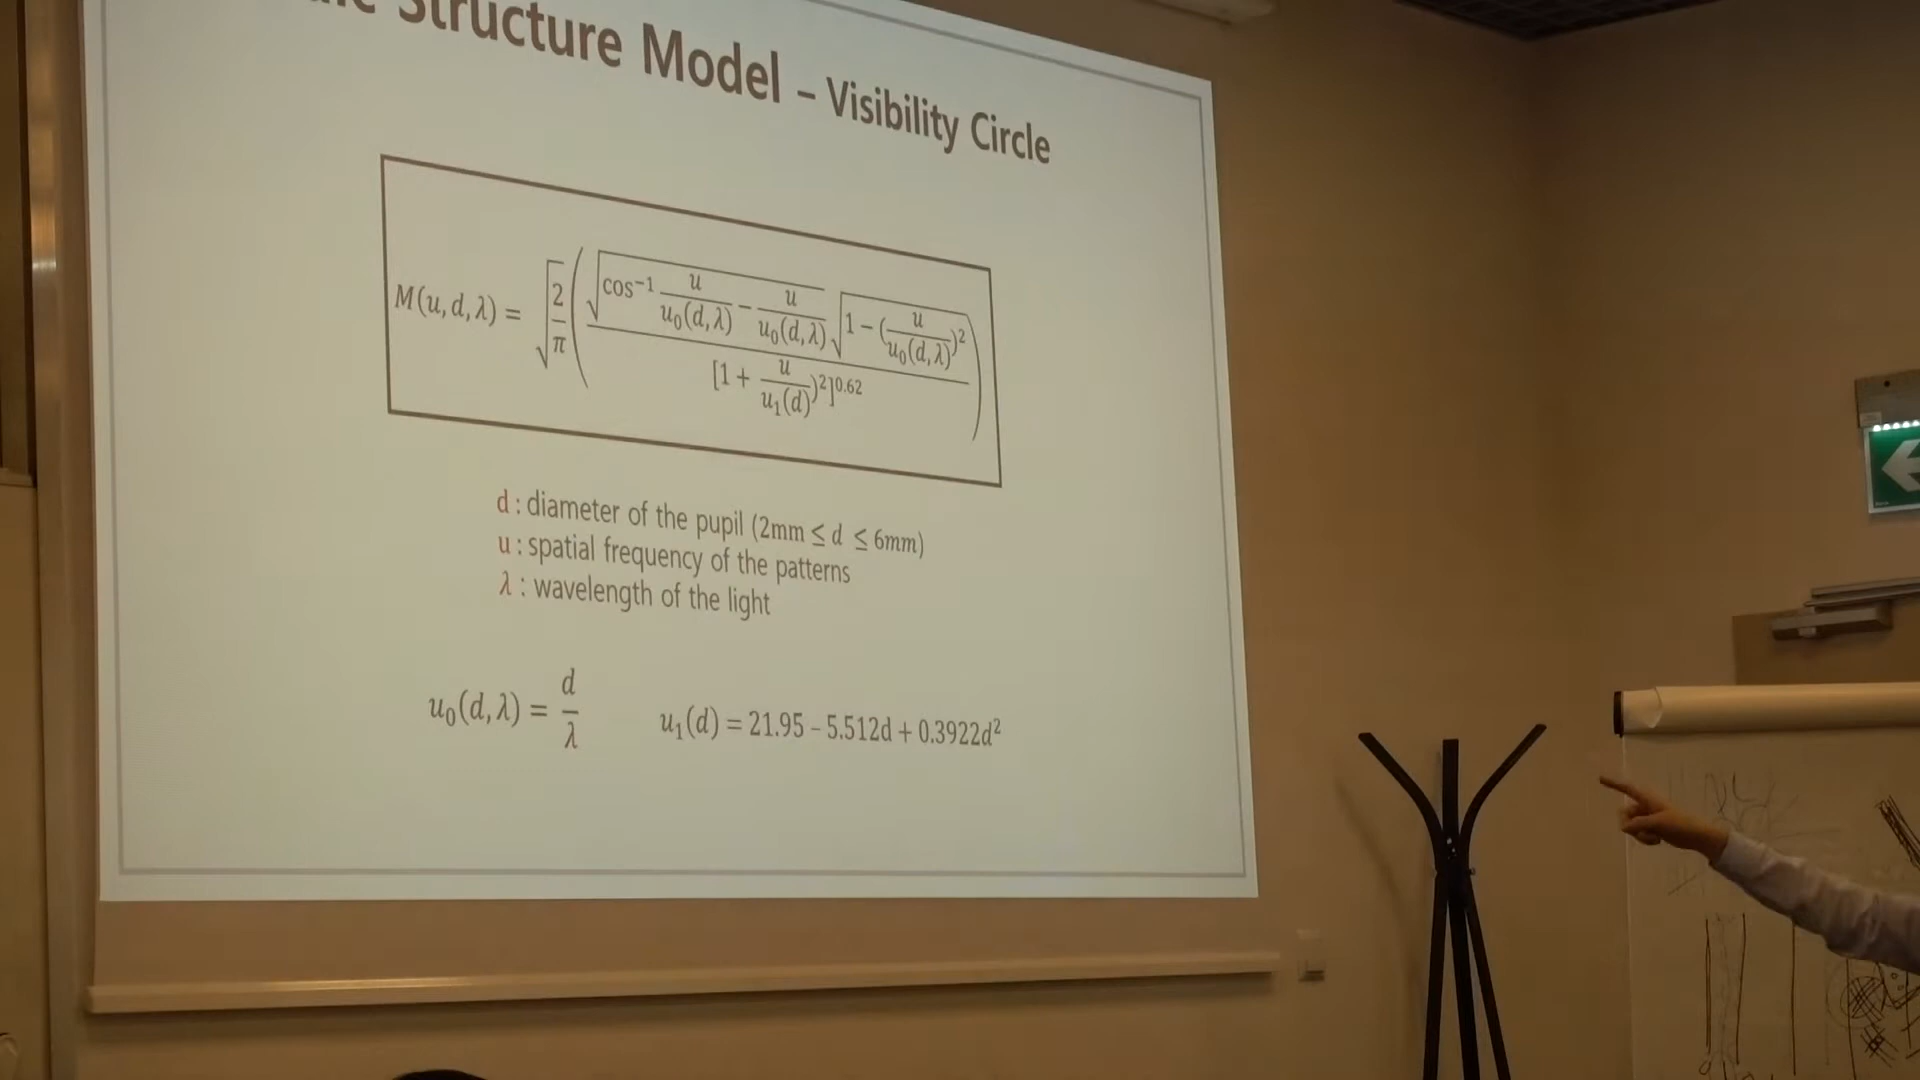 Structure Model – Visibility Circle
M(u, d, λ) = √(2/π) ( √(cos⁻¹ u/u₀(d, λ) − u/u₀(d, λ) √(1 − (u/u₀(d, λ))²)) / [1 + u/u₁(d))²]^0.62 )
d : diameter of the pupil (2mm ≤ d ≤ 6mm)
u : spatial frequency of the patterns
λ : wavelength of the light
u₀(d, λ) = d/λ
u₁(d) = 21.95 – 5.512d + 0.3922d²